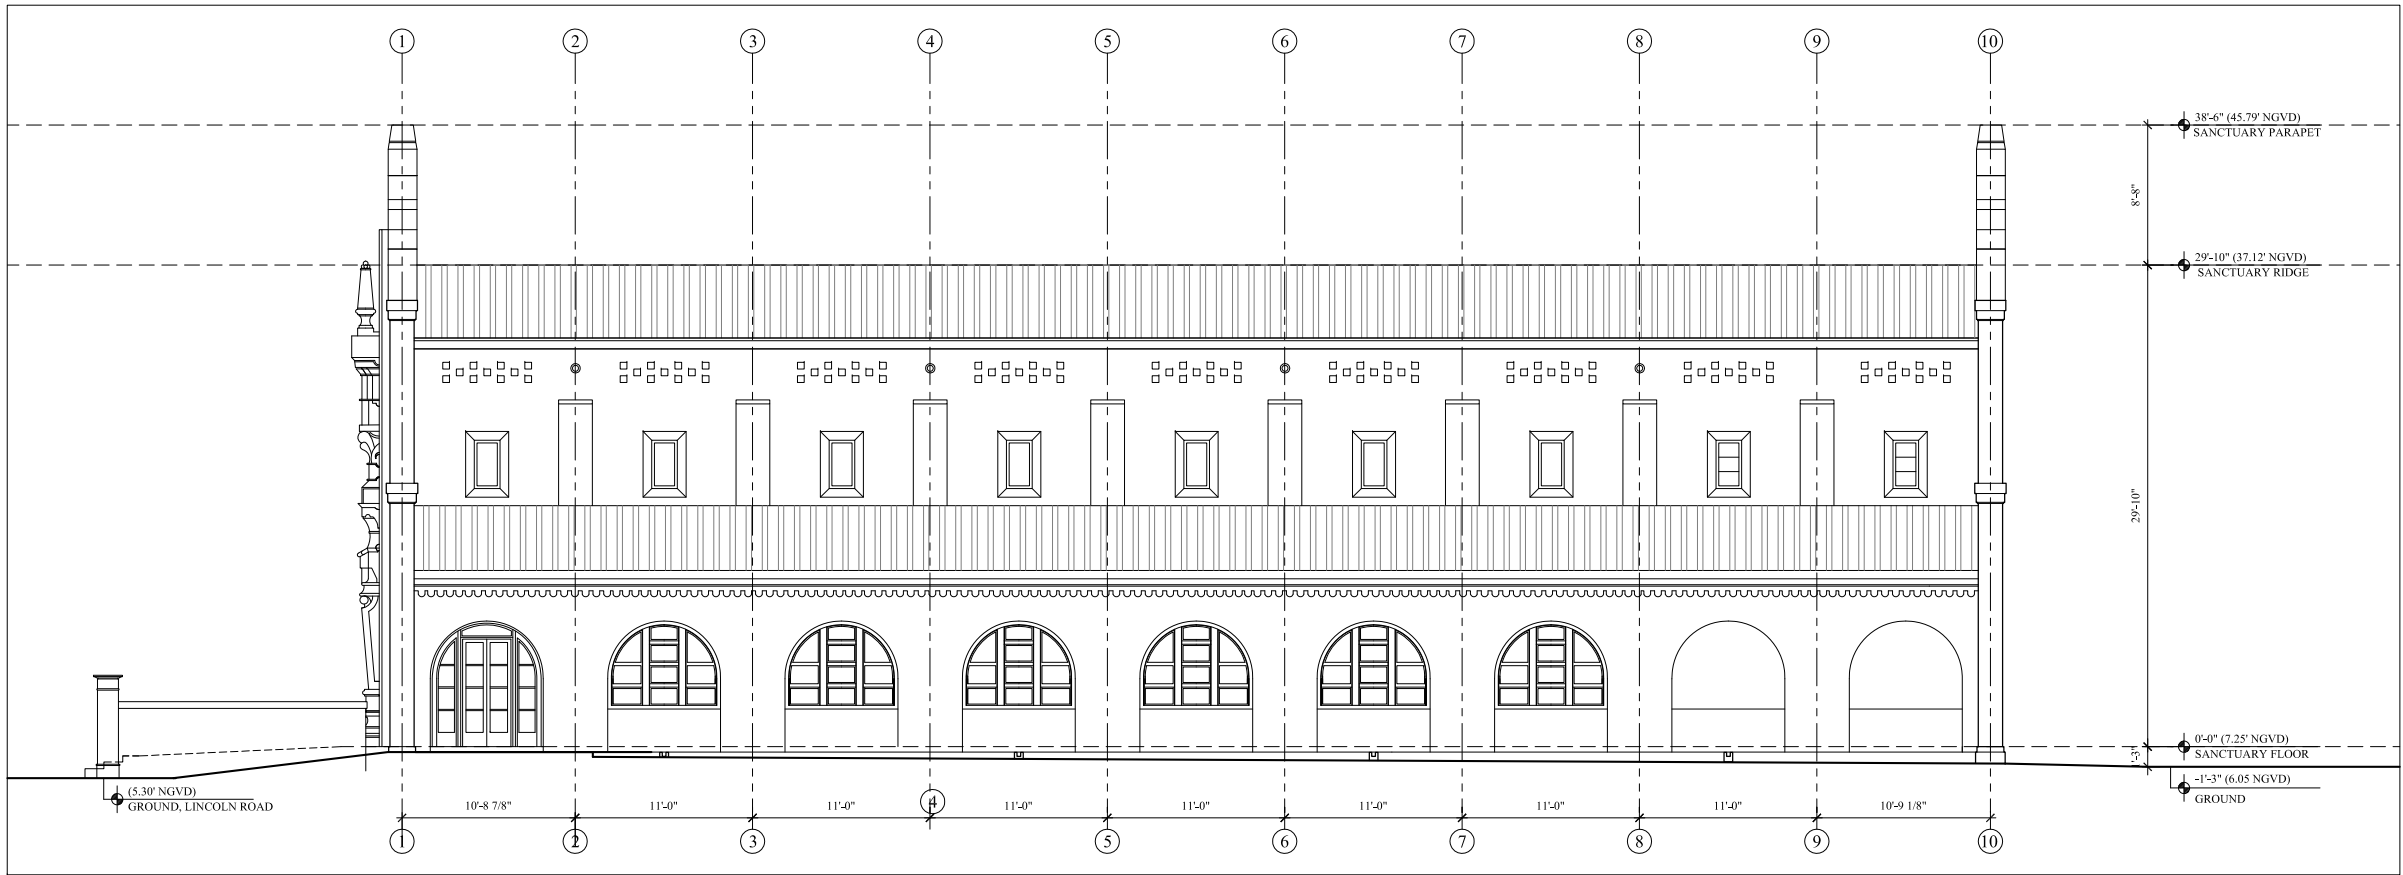 1 2 3 4 5 6 7 8 9 10
38'-6" (45.79' NGVD)
SANCTUARY PARAPET
8'-8"
29'-10" (37.12' NGVD)
SANCTUARY RIDGE
29'-10"
0'-0" (7.25' NGVD)
SANCTUARY FLOOR
1'-3"
-1'-3" (6.05 NGVD)
GROUND
(5.30' NGVD)
GROUND, LINCOLN ROAD
10'-8 7/8" 11'-0" 11'-0" 11'-0" 11'-0" 11'-0" 11'-0" 11'-0" 10'-9 1/8"
4
1 2 3 5 6 7 8 9 10